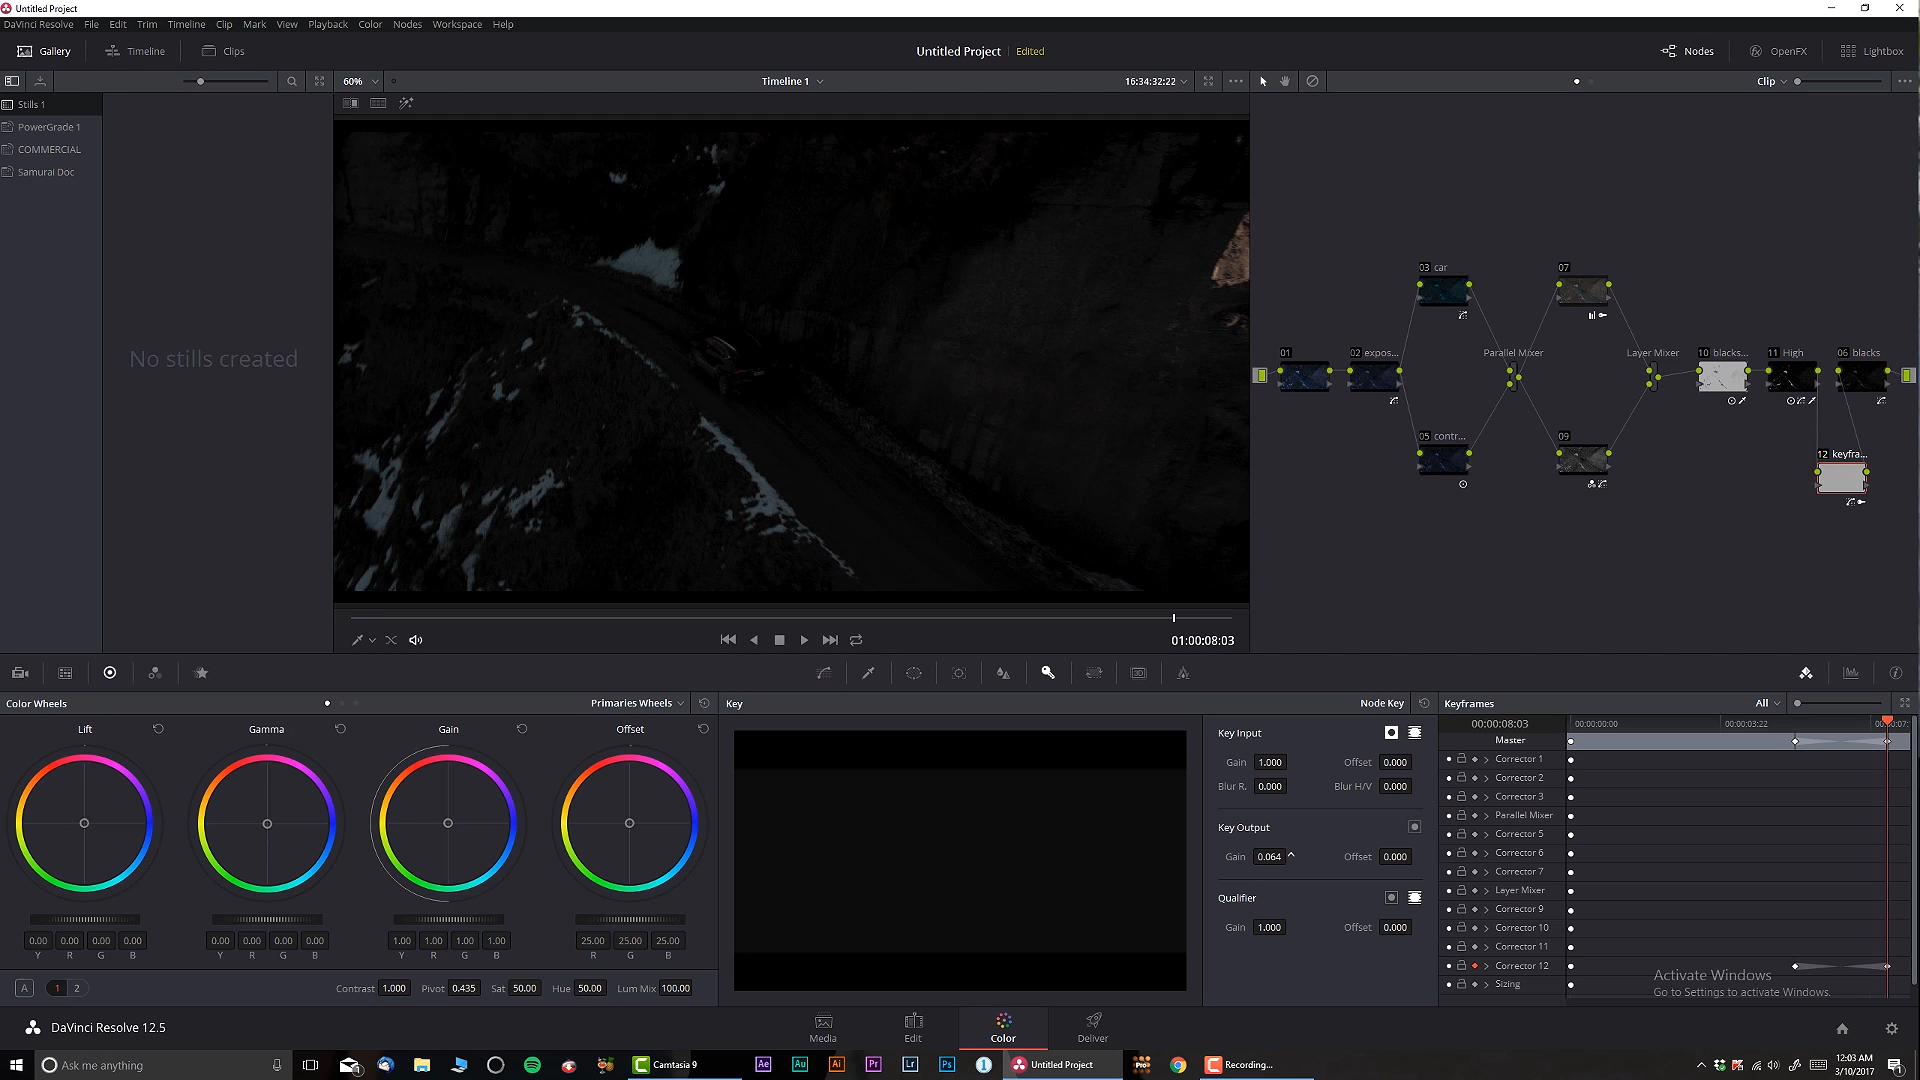 Untitled Project
DaVinci Resolve File Edit Trim Timeline Clip Mark View Playback Color Nodes Workspace Help
Gallery Timeline Clips Untitled Project Edited Nodes OpenFX Lightbox
60% Timeline 1 16:34:32:22 Clip
Stills 1
PowerGrade 1
COMMERCIAL
Samurai Doc
No stills created
03 car 07
01 02 expos... Parallel Mixer Layer Mixer 10 blacks... 11 High 06 blacks
05 contr... 09
12 keyfra...
01:00:08:03
Color Wheels Primaries Wheels
Lift Gamma Gain Offset
0.00 0.00 0.00 0.00 0.00 0.00 0.00 0.00 1.00 1.00 1.00 1.00 25.00 25.00 25.00
Y R G B Y R G B Y R G B R G B
A 1 2 Contrast 1.000 Pivot 0.435 Sat 50.00 Hue 50.00 Lum Mix 100.00
Key Node Key
Key Input
Gain 1.000 Offset 0.000
Blur R. 0.000 Blur H/V 0.000
Key Output
Gain 0.064 Offset 0.000
Qualifier
Gain 1.000 Offset 0.000
Keyframes All
00:00:08:03 00:00:00:00 00:00:03:22
Master
Corrector 1
Corrector 2
Corrector 3
Parallel Mixer
Corrector 5
Corrector 6
Corrector 7
Layer Mixer
Corrector 9
Corrector 10
Corrector 11
Corrector 12
Sizing
Activate Windows
Go to Settings to activate Windows.
DaVinci Resolve 12.5 Media Edit Color Deliver
Ask me anything Camtasia 9 Ae Au Ai Pr Lr Ps Untitled Project Recording... 12:03 AM
3/10/2017